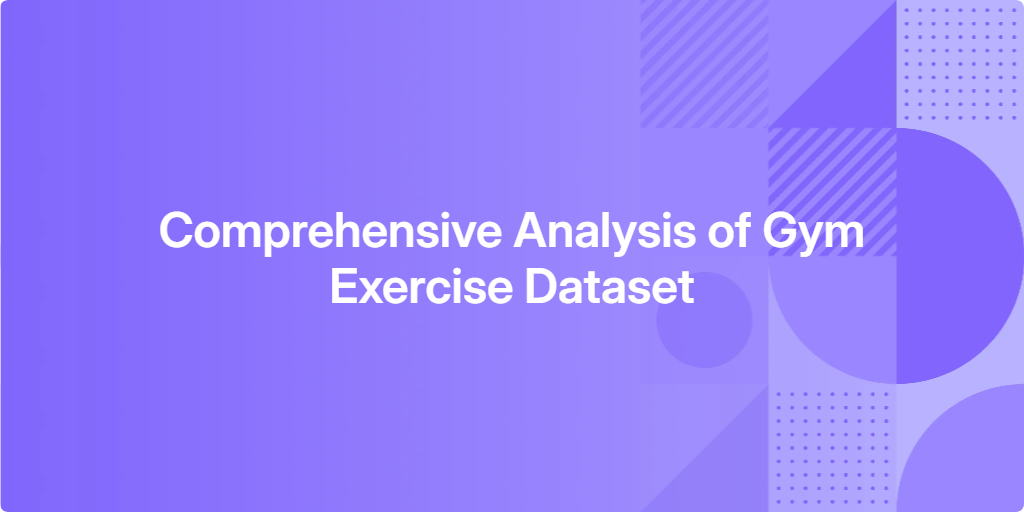 Comprehensive Analysis of Gym
Exercise Dataset